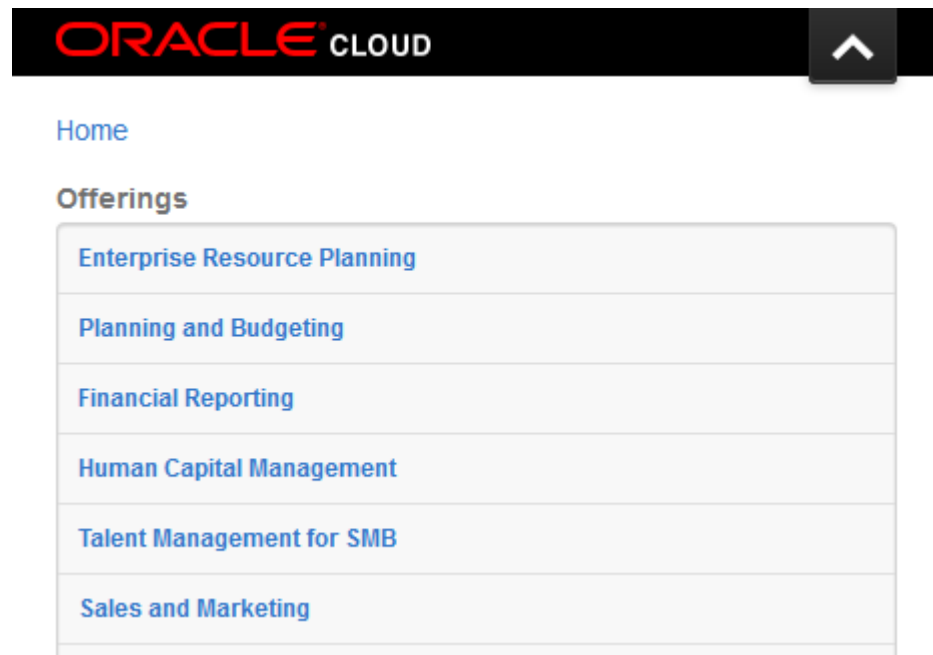 ORACLE CLOUD
Home
Offerings
Enterprise Resource Planning
Planning and Budgeting
Financial Reporting
Human Capital Management
Talent Management for SMB
Sales and Marketing